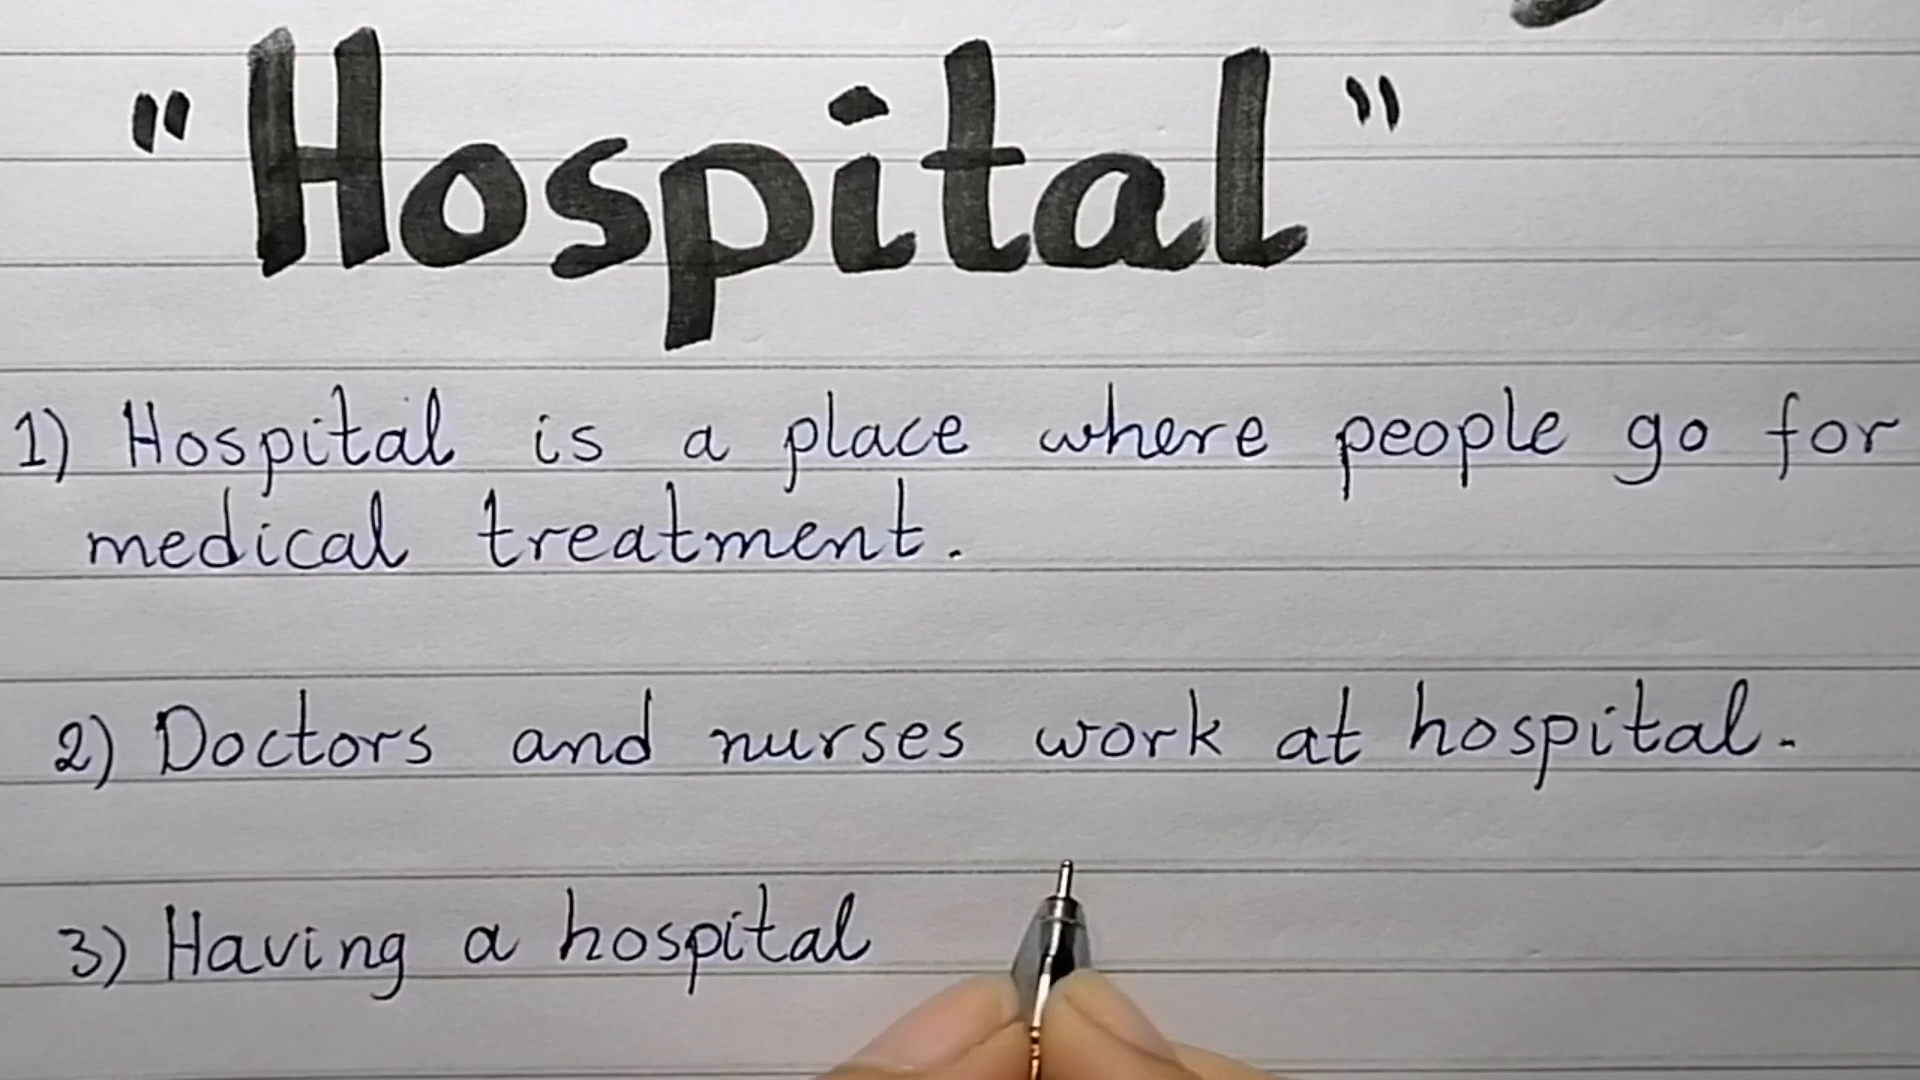 "Hospital"
1) Hospital is a place where people go for
medical treatment.
2) Doctors and nurses work at hospital.
3) Having a hospital